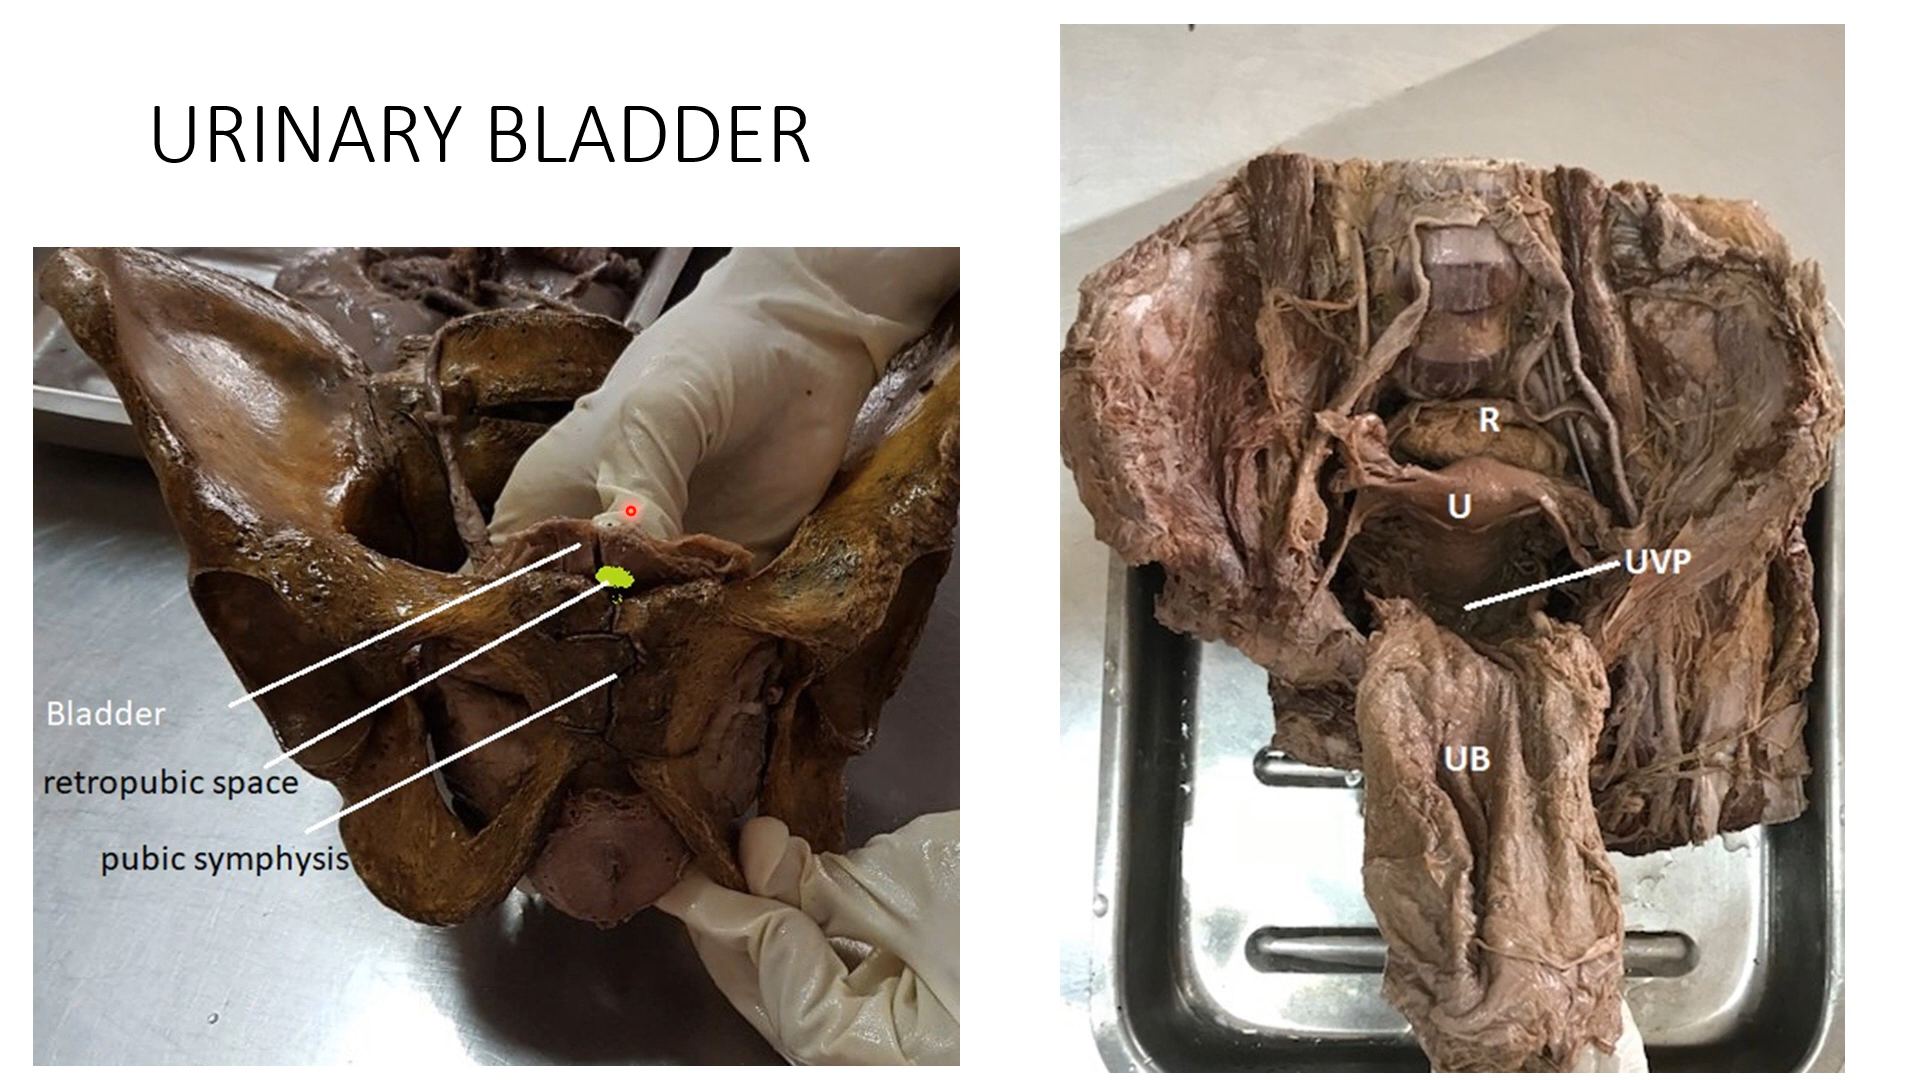 URINARY BLADDER
Bladder
retropubic space
pubic symphysis
R
U
UVP
UB